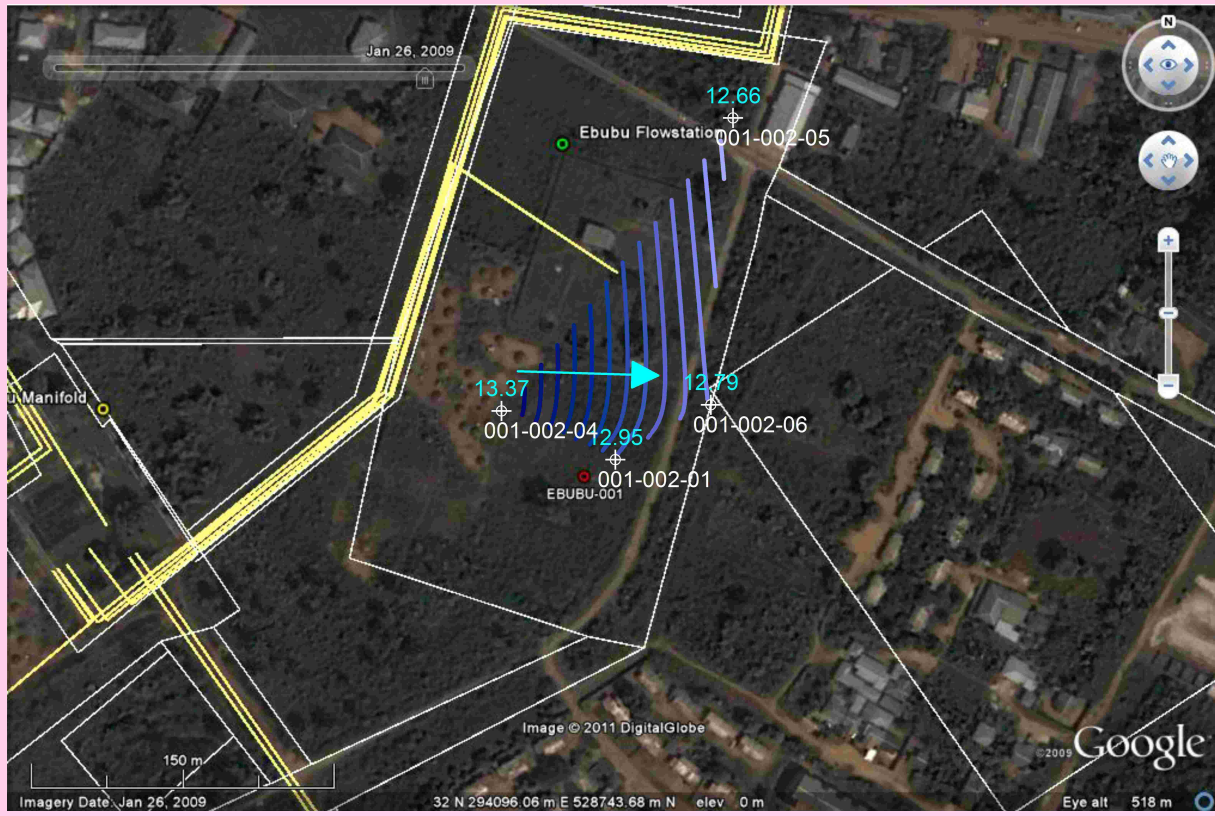 Jan 26, 2009
N
12.66
Ebubu Flowstation
001-002-05
13.37
12.79
u Manifold
001-002-04
12.95
001-002-06
001-002-01
EBUBU-001
Image © 2011 DigitalGlobe
©2009 Google
150 m
Imagery Date: Jan 26, 2009
32 N 294096.06 m E 528743.68 m N elev 0 m
Eye alt 518 m